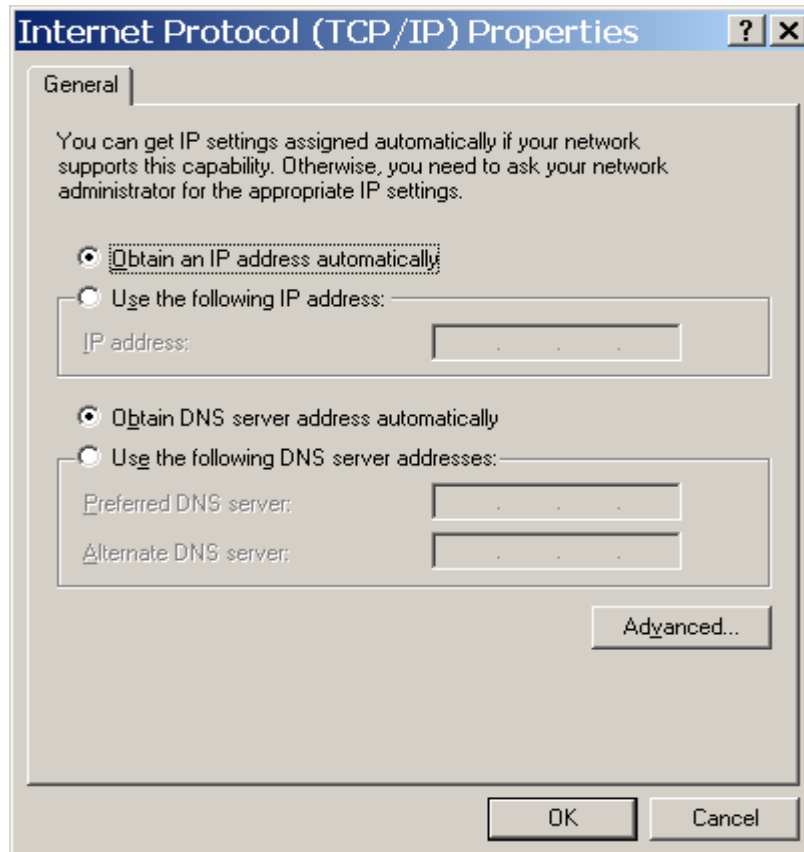 Internet Protocol (TCP/IP) Properties
General
You can get IP settings assigned automatically if your network
supports this capability. Otherwise, you need to ask your network
administrator for the appropriate IP settings.
Obtain an IP address automatically
Use the following IP address:
IP address:
Obtain DNS server address automatically
Use the following DNS server addresses:
Preferred DNS server:
Alternate DNS server:
Advanced...
OK Cancel